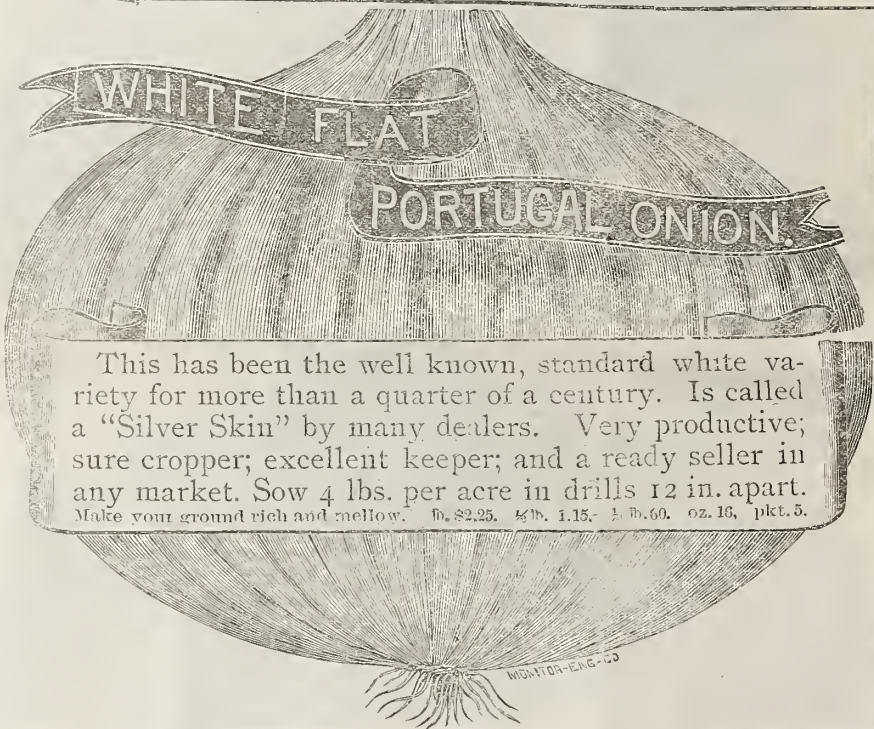 WHITE FLAT
PORTUGAL ONION.
This has been the well known, standard white va-
riety for more than a quarter of a century. Is called
a "Silver Skin" by many dealers. Very productive;
sure cropper; excellent keeper; and a ready seller in
any market. Sow 4 lbs. per acre in drills 12 in. apart.
Make your ground rich and mellow. lb. $2.25. ½ lb. 1.15. lb. 60. oz. 16, pkt. 5.
MONITOR-ENG-CO